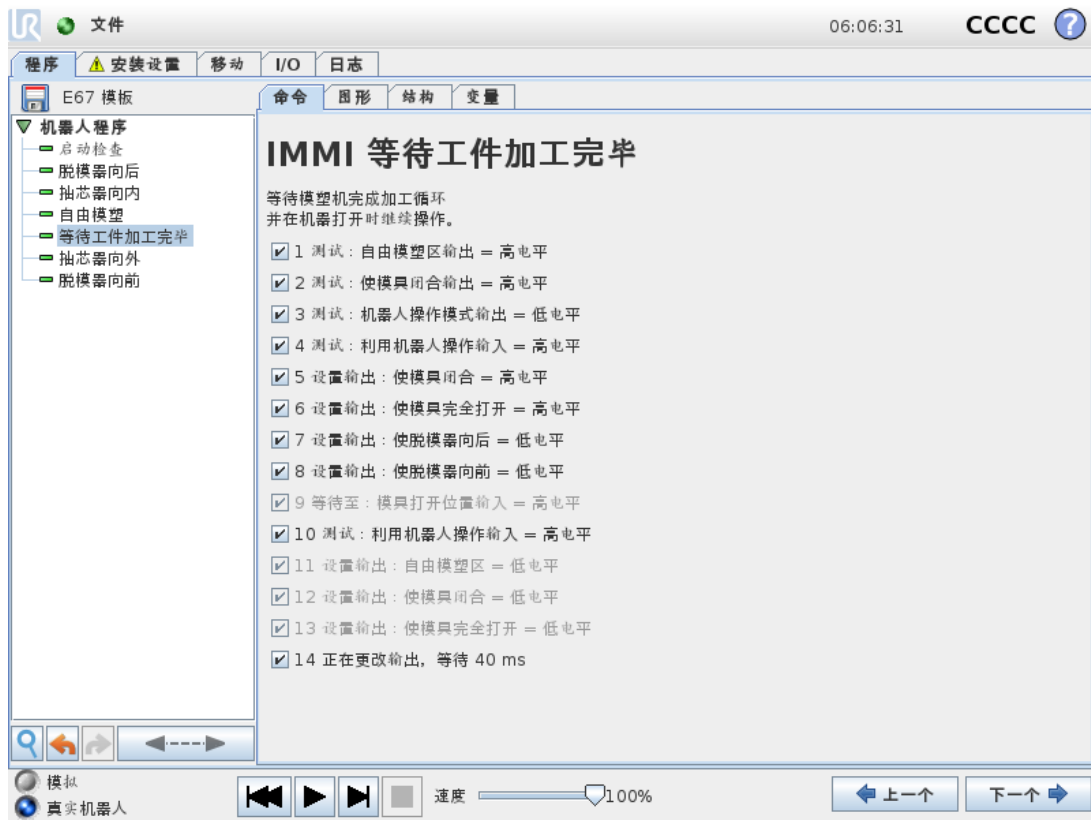 UR 文件 06:06:31 CCCC ?
程序 安装设置 移动 I/O 日志
E67 模板
命令 图形 结构 变量
机器人程序
启动检查
脱模器向后
抽芯器向内
自由模塑
等待工件加工完毕
抽芯器向外
脱模器向前
IMMI 等待工件加工完毕
等待模塑机完成加工循环
并在机器打开时继续操作。
1 测试：自由模塑区输出 = 高电平
2 测试：使模具闭合输出 = 高电平
3 测试：机器人操作模式输出 = 低电平
4 测试：利用机器人操作输入 = 高电平
5 设置输出：使模具闭合 = 高电平
6 设置输出：使模具完全打开 = 高电平
7 设置输出：使脱模器向后 = 低电平
8 设置输出：使脱模器向前 = 低电平
9 等待至：模具打开位置输入 = 高电平
10 测试：利用机器人操作输入 = 高电平
11 设置输出：自由模塑区 = 低电平
12 设置输出：使模具闭合 = 低电平
13 设置输出：使模具完全打开 = 低电平
14 正在更改输出，等待 40 ms
模拟
真实机器人
速度 100%
上一个 下一个